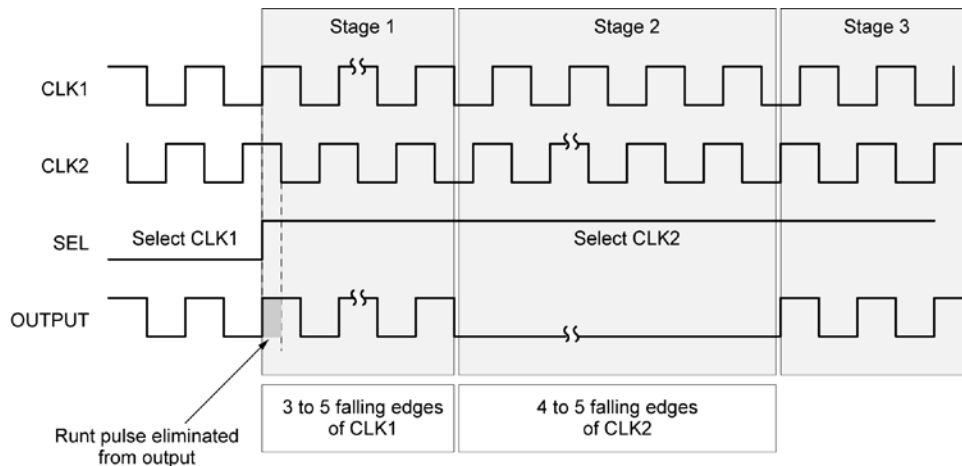 Stage 1
Stage 2
Stage 3
CLK1
CLK2
SEL
Select CLK1
Select CLK2
OUTPUT
3 to 5 falling edges
of CLK1
4 to 5 falling edges
of CLK2
Runt pulse eliminated
from output